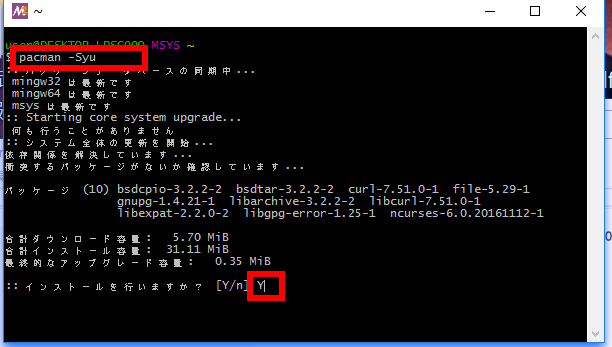 ~
MSYS ~
$ pacman -Syu
の同期中...
mingw32 は最新です
mingw64 は最新です
msys は最新です
:: Starting core system upgrade...
何も行うことがありません
:: システム全体の更新を開始...
依存関係を解決しています...
衝突するパッケージがないか確認しています...
パッケージ (10) bsdcpio-3.2.2-2 bsdtar-3.2.2-2 curl-7.51.0-1 file-5.29-1
gnupg-1.4.21-1 libarchive-3.2.2-2 libcurl-7.51.0-1
libexpat-2.2.0-2 libgpg-error-1.25-1 ncurses-6.0.20161112-1
合計ダウンロード容量: 5.70 MiB
合計インストール容量: 31.11 MiB
最終的なアップグレード容量: 0.35 MiB
:: インストールを行いますか? [Y/n] Y